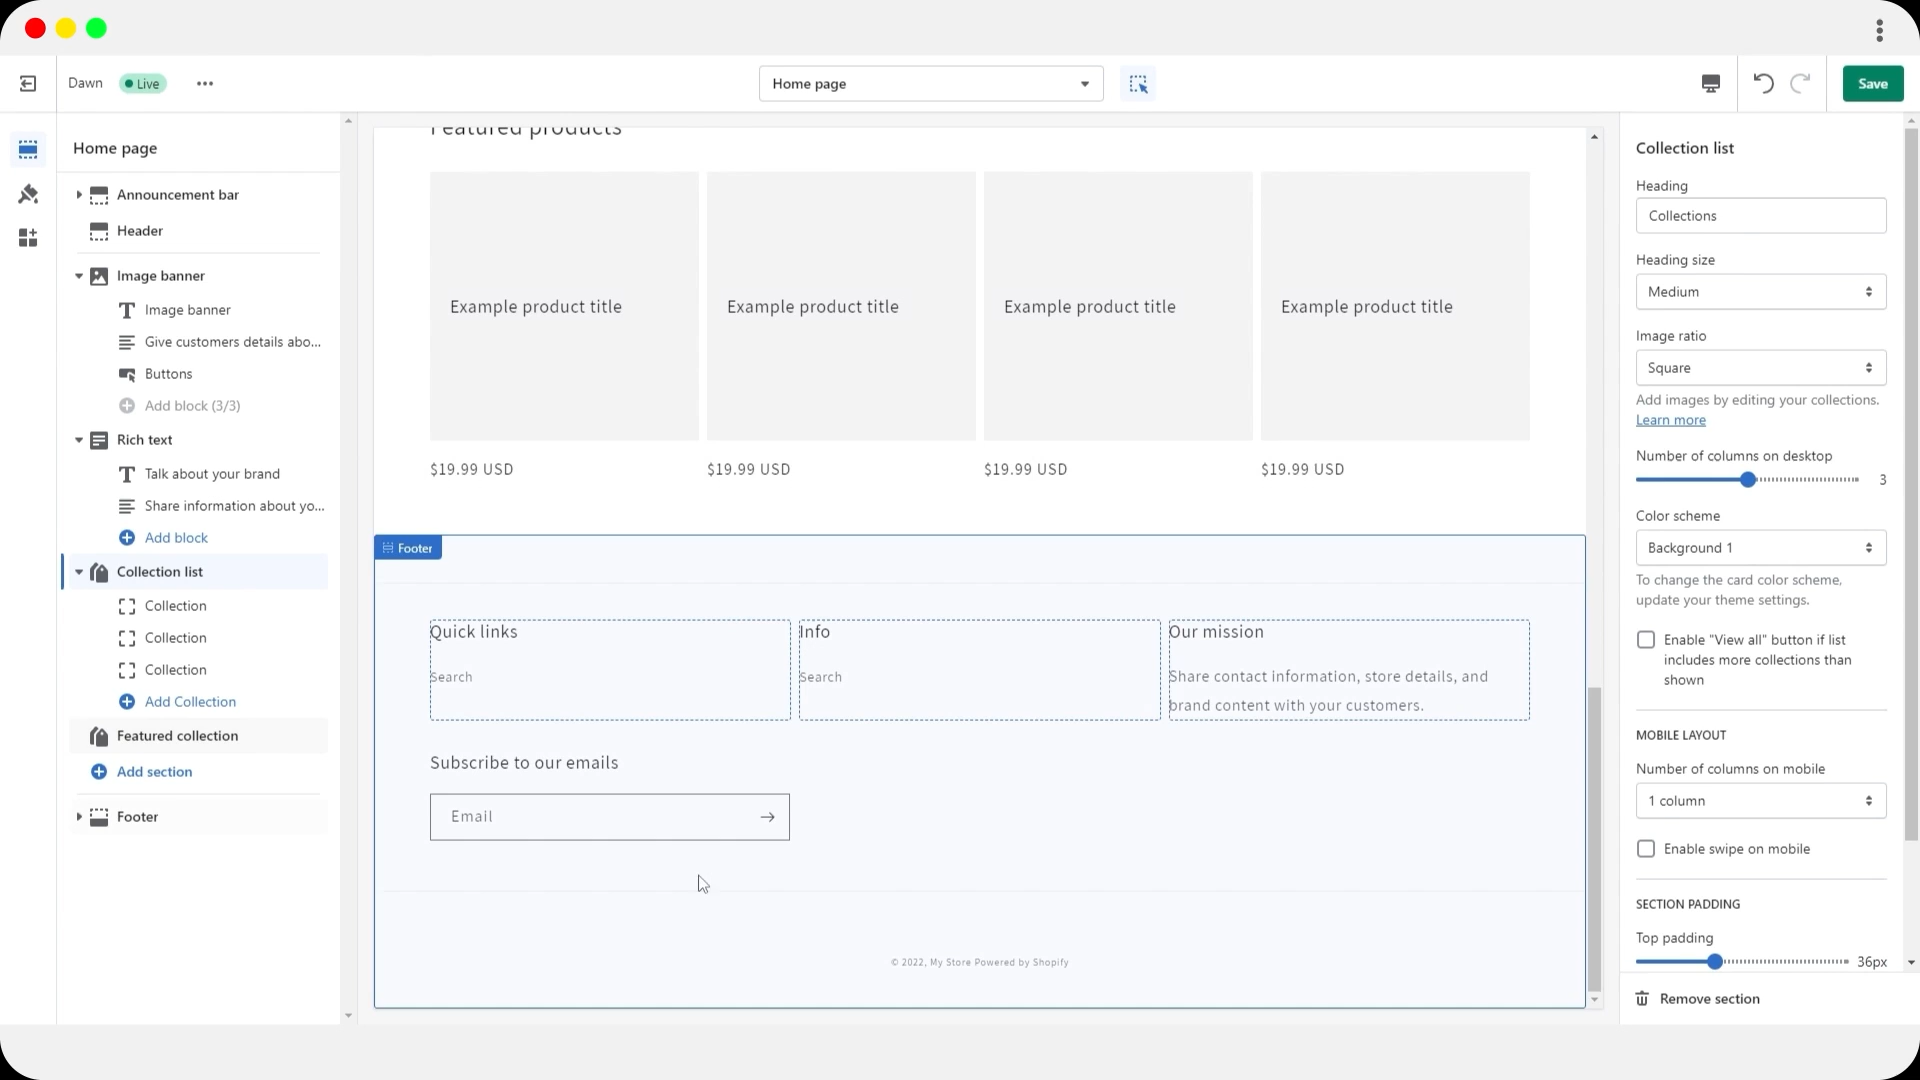 Dawn
Live
Home page
Save
Home page
Announcement bar
Header
Image banner
Image banner
Give customers details abo...
Buttons
Add block (3/3)
Rich text
Talk about your brand
Share information about yo...
Add block
Collection list
Collection
Collection
Collection
Add Collection
Featured collection
Add section
Footer
Featured products
Example product title
Example product title
Example product title
Example product title
$19.99 USD
$19.99 USD
$19.99 USD
$19.99 USD
Footer
Quick links
Search
Info
Search
Our mission
Share contact information, store details, and
brand content with your customers.
Subscribe to our emails
Email
© 2022, My Store Powered by Shopify
Collection list
Heading
Collections
Heading size
Medium
Image ratio
Square
Add images by editing your collections.
Learn more
Number of columns on desktop
3
Color scheme
Background 1
To change the card color scheme,
update your theme settings.
Enable "View all" button if list
includes more collections than
shown
MOBILE LAYOUT
Number of columns on mobile
1 column
Enable swipe on mobile
SECTION PADDING
Top padding
36px
Remove section